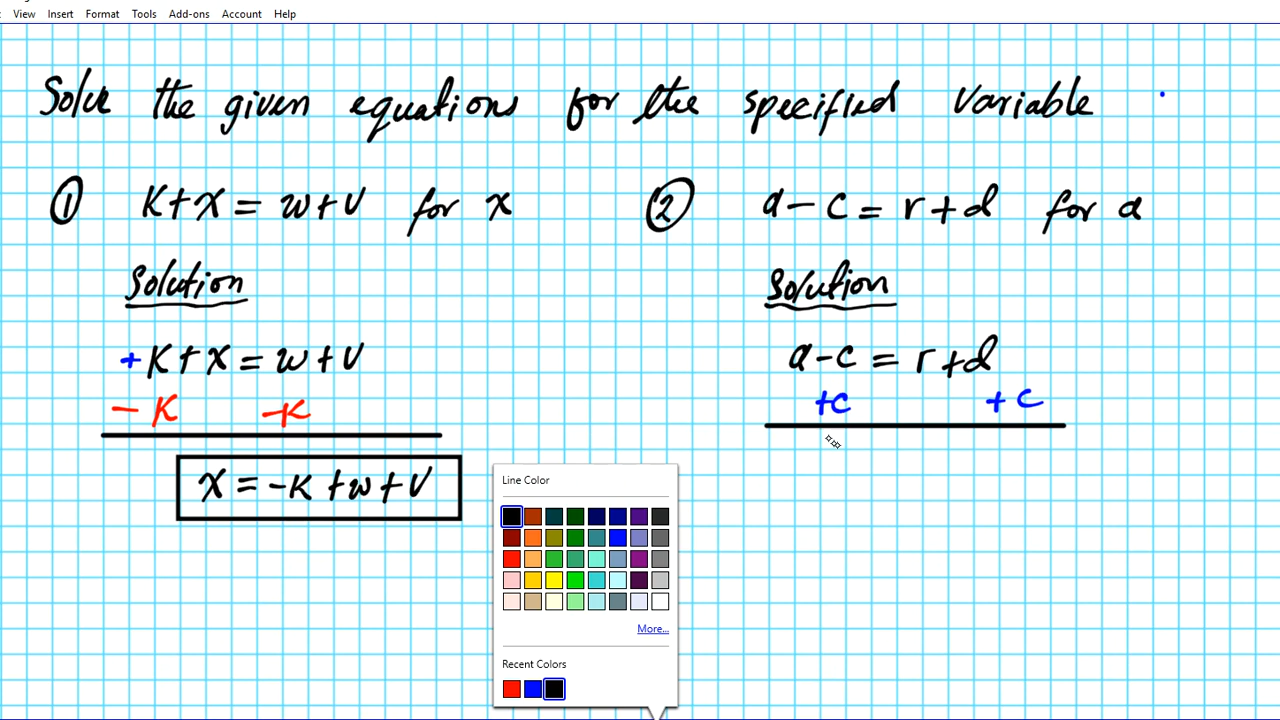 View Insert Format Tools Add-ons Account Help
Solve the given equations for the specified variable .
① K+x = w+v for x
② a-c = r+d for a
Solution
Solution
+K+x = w+v
a-c = r+d
-K -K
+c +c
x = -K+w+v
Line Color
More...
Recent Colors